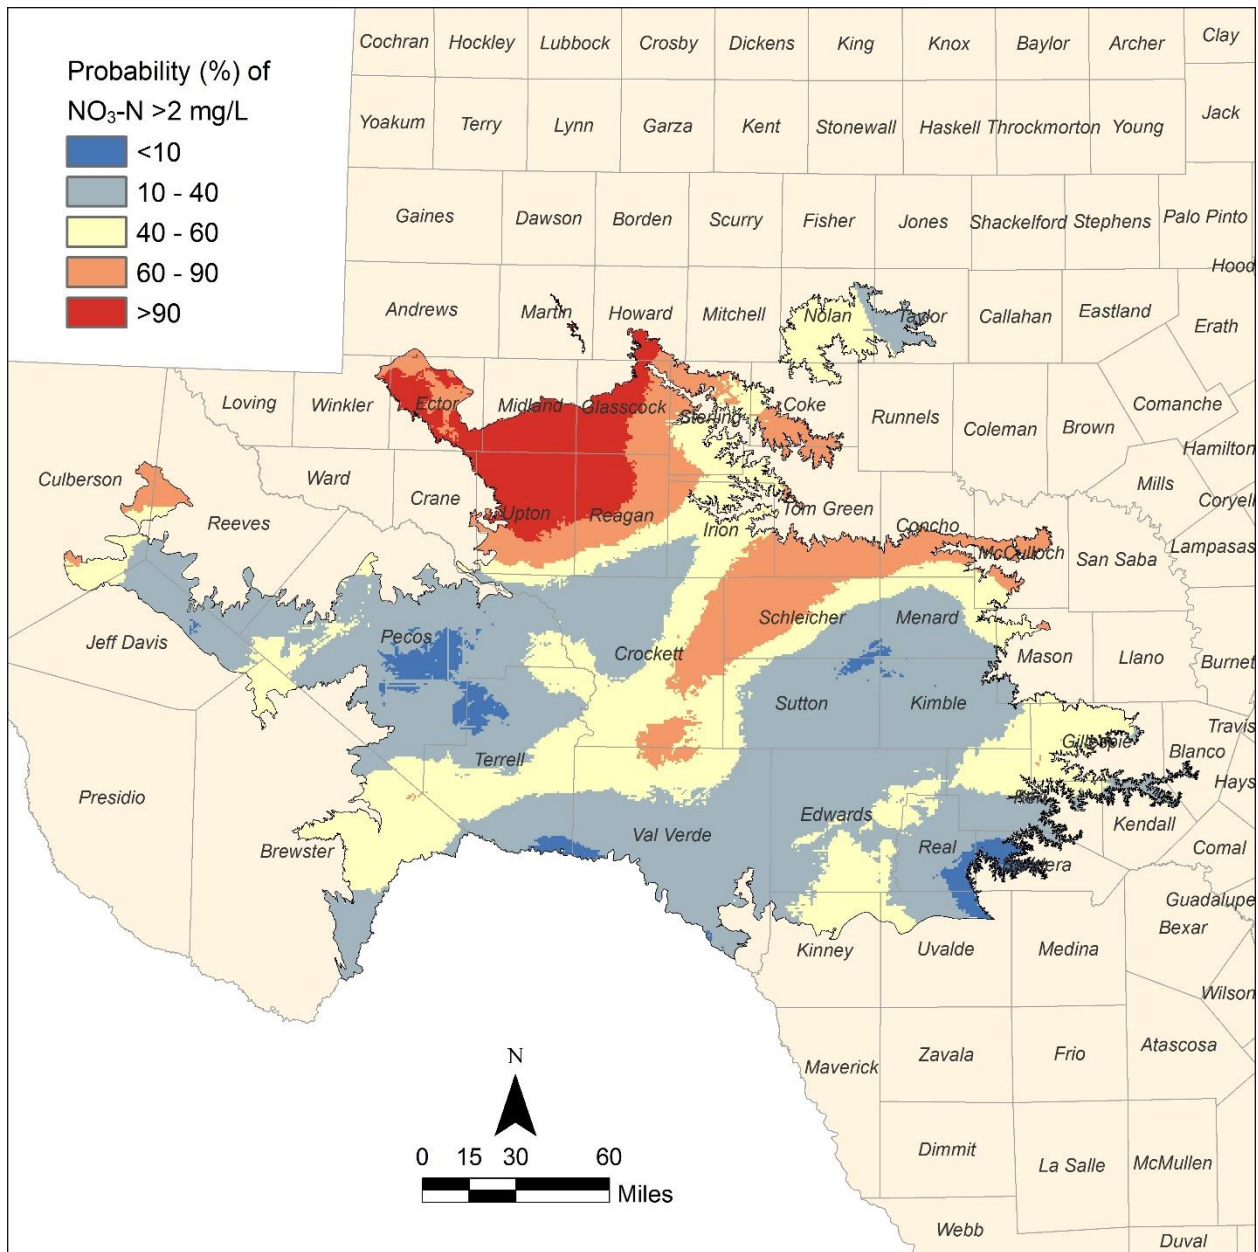 Probability (%) of
NO₃-N >2 mg/L
<10
10 - 40
40 - 60
60 - 90
>90
Cochran Hockley Lubbock Crosby Dickens King Knox Baylor Archer Clay
Yoakum Terry Lynn Garza Kent Stonewall Haskell Throckmorton Young Jack
Gaines Dawson Borden Scurry Fisher Jones Shackelford Stephens Palo Pinto
Hood
Andrews Martin Howard Mitchell Nolan Taylor Callahan Eastland Erath
Loving Winkler Ector Midland Glasscock Sterling Coke Runnels Coleman Brown Comanche
Hamilton
Culberson Reeves Ward Crane Upton Reagan Irion Tom Green Concho McCulloch San Saba Mills Coryell
Lampasas
Jeff Davis Pecos Crockett Schleicher Menard Mason Llano Burnet
Presidio Brewster Terrell Sutton Kimble Gillespie Blanco Travis
Hays
Val Verde Edwards Real Kendall Comal
Guadalupe
Kinney Uvalde Medina Bexar
Wilson
Maverick Zavala Frio Atascosa
Dimmit La Salle McMullen
Webb Duval
N
0 15 30 60
Miles